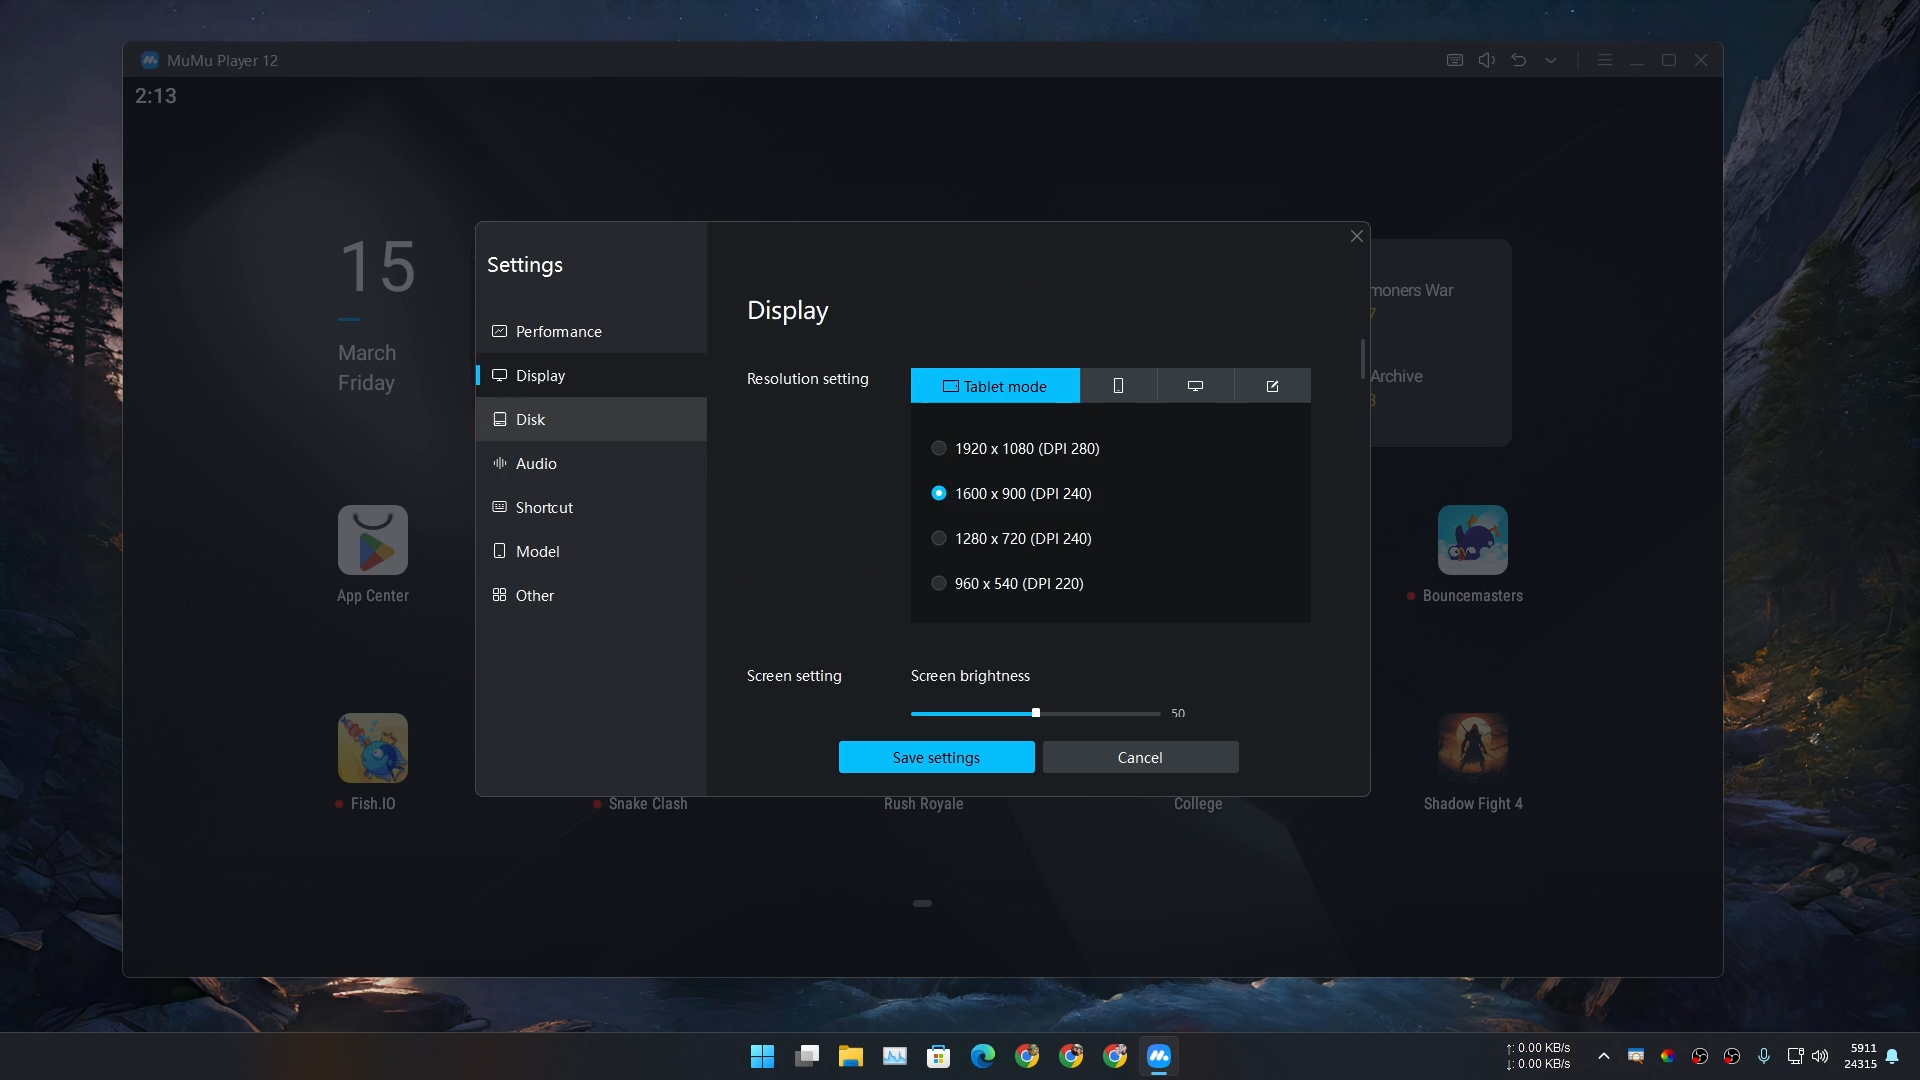 MuMu Player 12
2:13
15
March
Friday
Settings
Performance
Display
Disk
Audio
Shortcut
Model
Other
Display
Resolution setting
Tablet mode
1920 x 1080 (DPI 280)
1600 x 900 (DPI 240)
1280 x 720 (DPI 240)
960 x 540 (DPI 220)
Screen setting
Screen brightness
50
Save settings
Cancel
moners War
7
Archive
3
App Center
Bouncemasters
Fish.IO
Snake Clash
Rush Royale
College
Shadow Fight 4
↑: 0.00 KB/s
↓: 0.00 KB/s
5911
24315